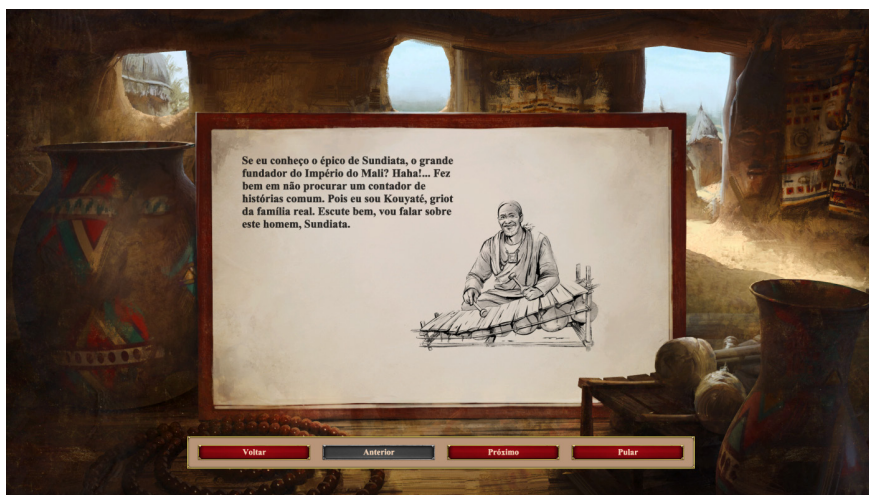 Se eu conheço o épico de Sundiata, o grande
fundador do Império do Mali? Haha!... Fez
bem em não procurar um contador de
histórias comum. Pois eu sou Kouyaté, griot
da família real. Escute bem, vou falar sobre
este homem, Sundiata.
Voltar
Anterior
Próximo
Pular